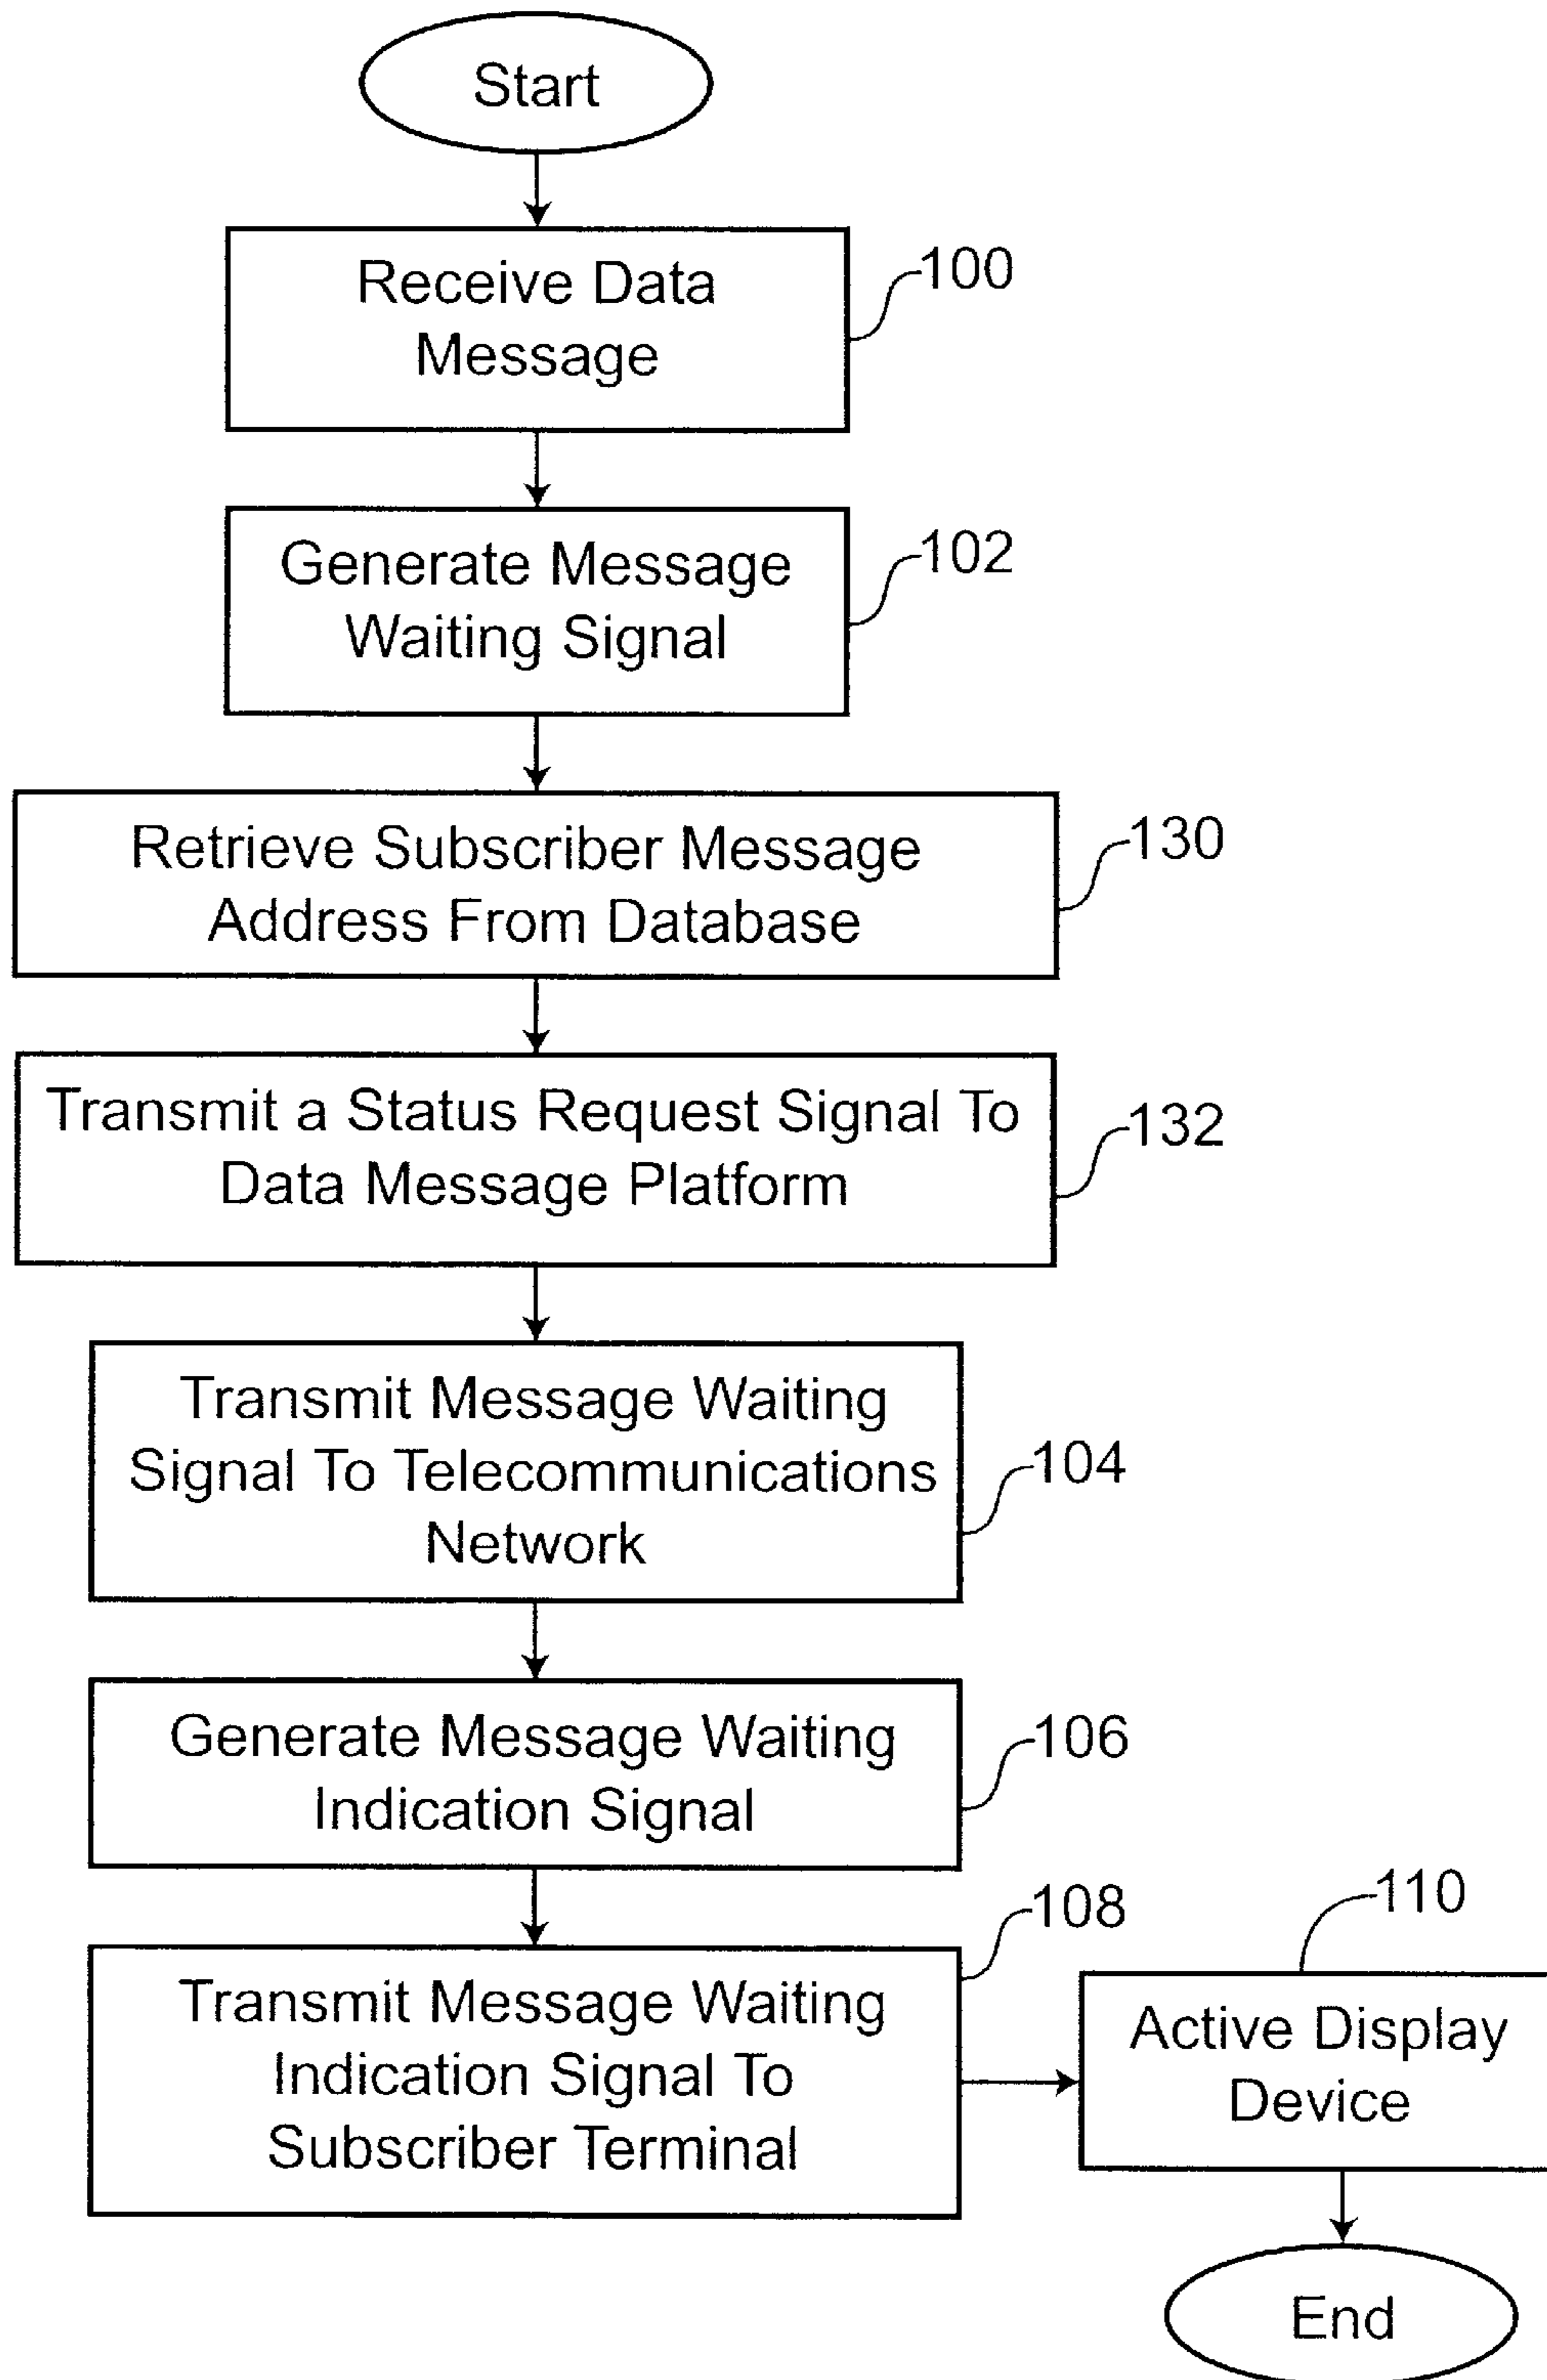 Start
Receive Data
Message
100
Generate Message
Waiting Signal
102
Retrieve Subscriber Message
Address From Database
130
Transmit a Status Request Signal To
Data Message Platform
132
Transmit Message Waiting
Signal To Telecommunications
Network
104
Generate Message Waiting
Indication Signal
106
Transmit Message Waiting
Indication Signal To
Subscriber Terminal
108
110
Active Display
Device
End